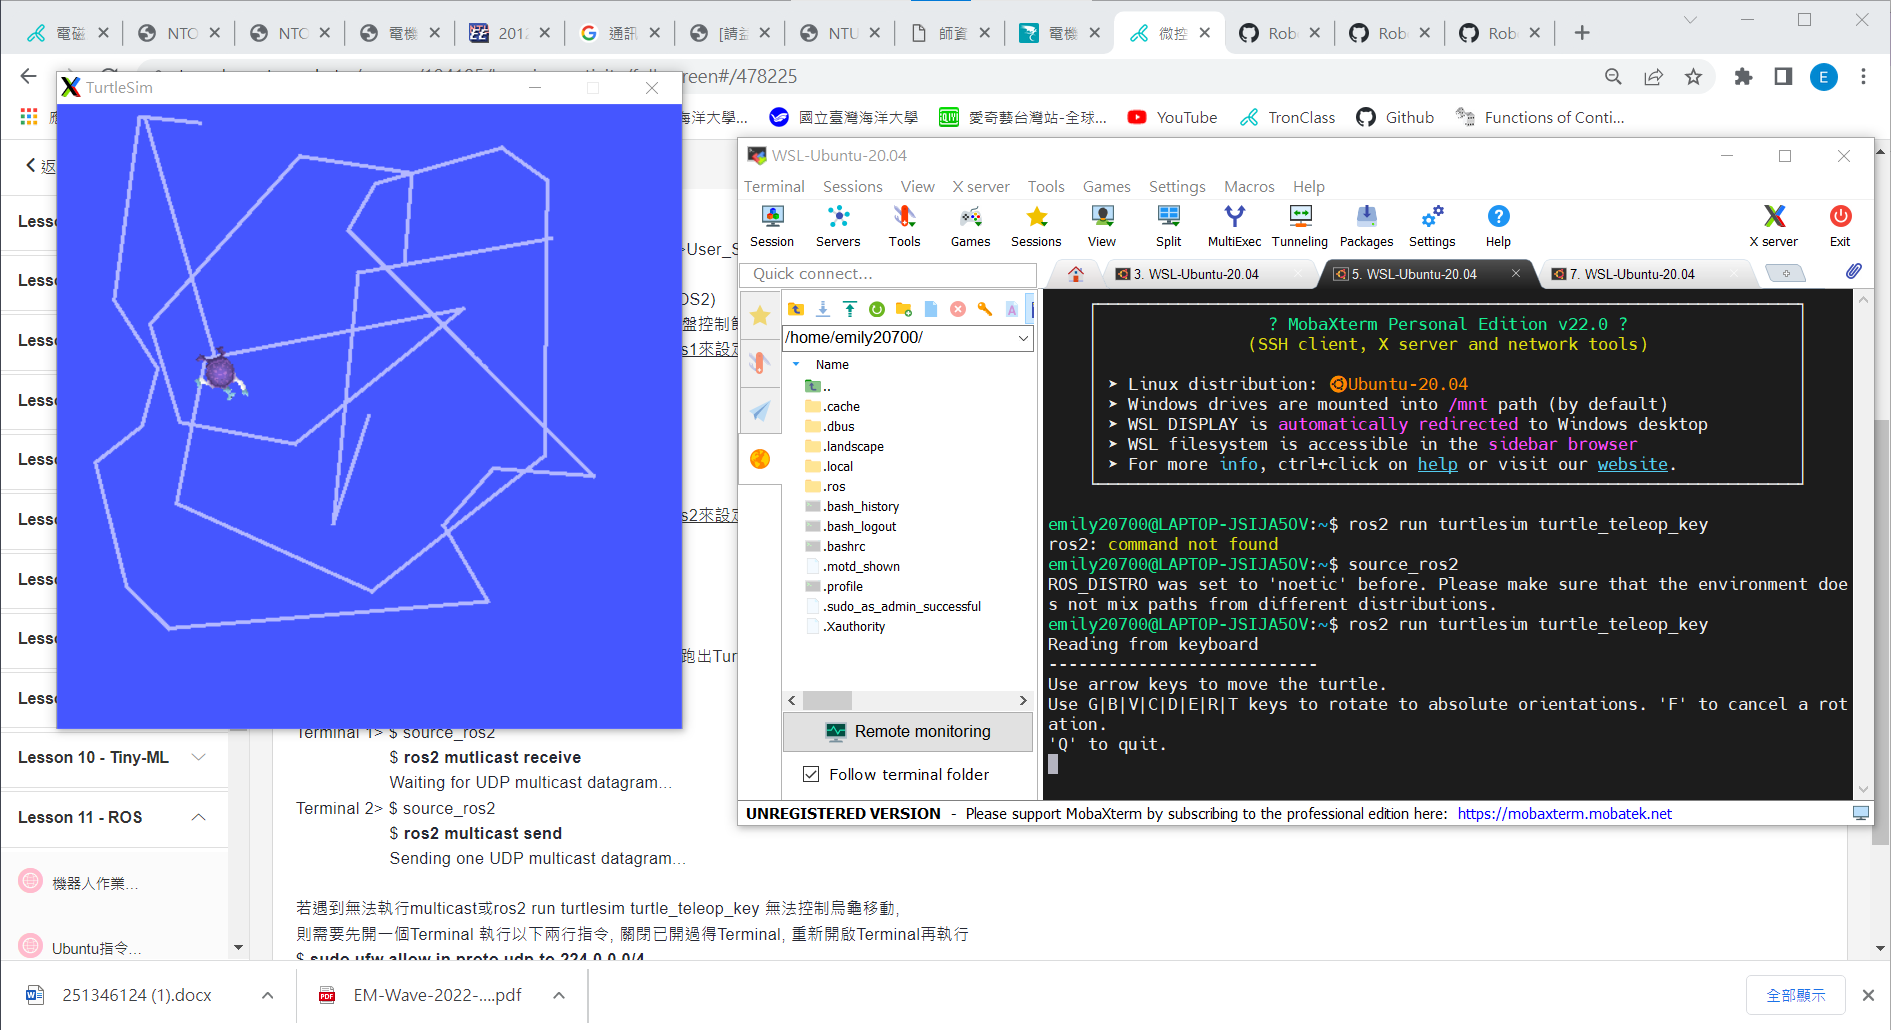 電磁
NTO
NTC
電機
2012
通訊
[請益
NTU
師資
電機
微控
Rob
Rob
Rob
reen#/478225
E
海洋大學...
國立臺灣海洋大學
愛奇藝台灣站-全球...
YouTube
TronClass
Github
Functions of Conti...
TurtleSim
返
Lesso
Lesso
Lesso
Lesso
Lesso
Lesso
Lesso
Lesso
Lesso
Lesson 10 - Tiny-ML
Lesson 11 - ROS
機器人作業...
Ubuntu指令...
>User_S
OS2)
盤控制館
s1來設定
s2來設定
跑出Tur
Terminal 1> $ source_ros2
$ ros2 mutlicast receive
Waiting for UDP multicast datagram...
Terminal 2> $ source_ros2
$ ros2 multicast send
Sending one UDP multicast datagram...
若遇到無法執行multicast或ros2 run turtlesim turtle_teleop_key 無法控制烏龜移動,
則需要先開一個Terminal 執行以下兩行指令, 關閉已開過得Terminal, 重新開啟Terminal再執行
$ sudo ufw allow in proto udp to 224.0.0.0/4
WSL-Ubuntu-20.04
Terminal Sessions View X server Tools Games Settings Macros Help
Session Servers Tools Games Sessions View Split MultiExec Tunneling Packages Settings Help X server Exit
Quick connect...
3. WSL-Ubuntu-20.04
5. WSL-Ubuntu-20.04
7. WSL-Ubuntu-20.04
/home/emily20700/
Name
..
.cache
.dbus
.landscape
.local
.ros
.bash_history
.bash_logout
.bashrc
.motd_shown
.profile
.sudo_as_admin_successful
.Xauthority
Remote monitoring
Follow terminal folder
? MobaXterm Personal Edition v22.0 ?
(SSH client, X server and network tools)
➤ Linux distribution: Ubuntu-20.04
➤ Windows drives are mounted into /mnt path (by default)
➤ WSL DISPLAY is automatically redirected to Windows desktop
➤ WSL filesystem is accessible in the sidebar browser
➤ For more info, ctrl+click on help or visit our website.
emily20700@LAPTOP-JSIJA5OV:~$ ros2 run turtlesim turtle_teleop_key
ros2: command not found
emily20700@LAPTOP-JSIJA5OV:~$ source_ros2
ROS_DISTRO was set to 'noetic' before. Please make sure that the environment doe
s not mix paths from different distributions.
emily20700@LAPTOP-JSIJA5OV:~$ ros2 run turtlesim turtle_teleop_key
Reading from keyboard
---------------------------
Use arrow keys to move the turtle.
Use G|B|V|C|D|E|R|T keys to rotate to absolute orientations. 'F' to cancel a rot
ation.
'Q' to quit.
UNREGISTERED VERSION - Please support MobaXterm by subscribing to the professional edition here: https://mobaxterm.mobatek.net
251346124 (1).docx
EM-Wave-2022-....pdf
全部顯示